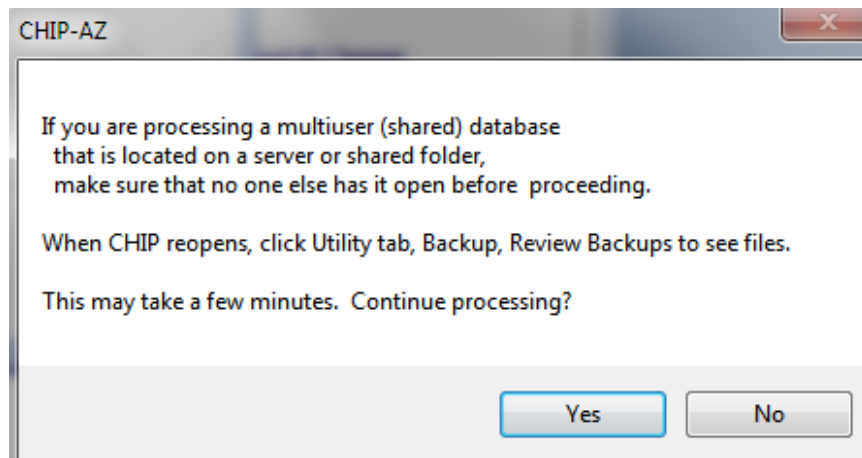 CHIP-AZ
If you are processing a multiuser (shared) database
that is located on a server or shared folder,
make sure that no one else has it open before  proceeding.
When CHIP reopens, click Utility tab, Backup, Review Backups to see files.
This may take a few minutes.  Continue processing?
Yes
No